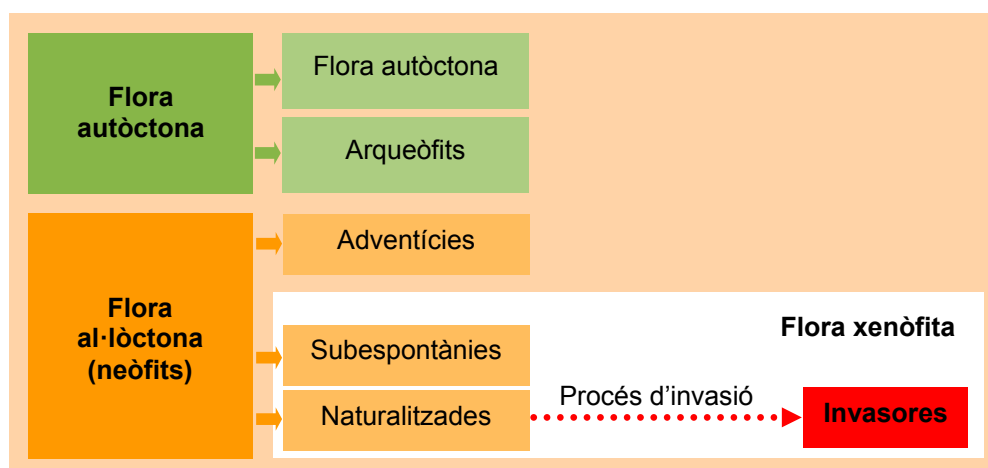 Flora
autòctona
Flora autòctona
Arqueòfits
Flora
al·lòctona
(neòfits)
Adventícies
Flora xenòfita
Subespontànies
Naturalitzades
Procés d'invasió
Invasores